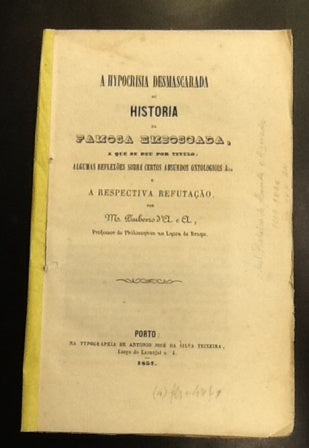 A HYPOCRISIA DESMASCARADA
OU
HISTORIA
DA
FAMOSA EMBOSCADA,
A QUE SE DEU POR TITULO:
ALGUMAS REFLEXÕES SOBRE CERTOS ABSURDOS ONTOLOGICOS &.,
E
A RESPECTIVA REFUTAÇÃO,
POR
d'A. e A.,
Professor de Philosophia no Lyceu de Braga.
PORTO:
NA TYPOGRAPHIA DE ANTONIO JOSÉ DA SILVA TEIXEIRA,
Largo do Laranjal n. 4.
1857.